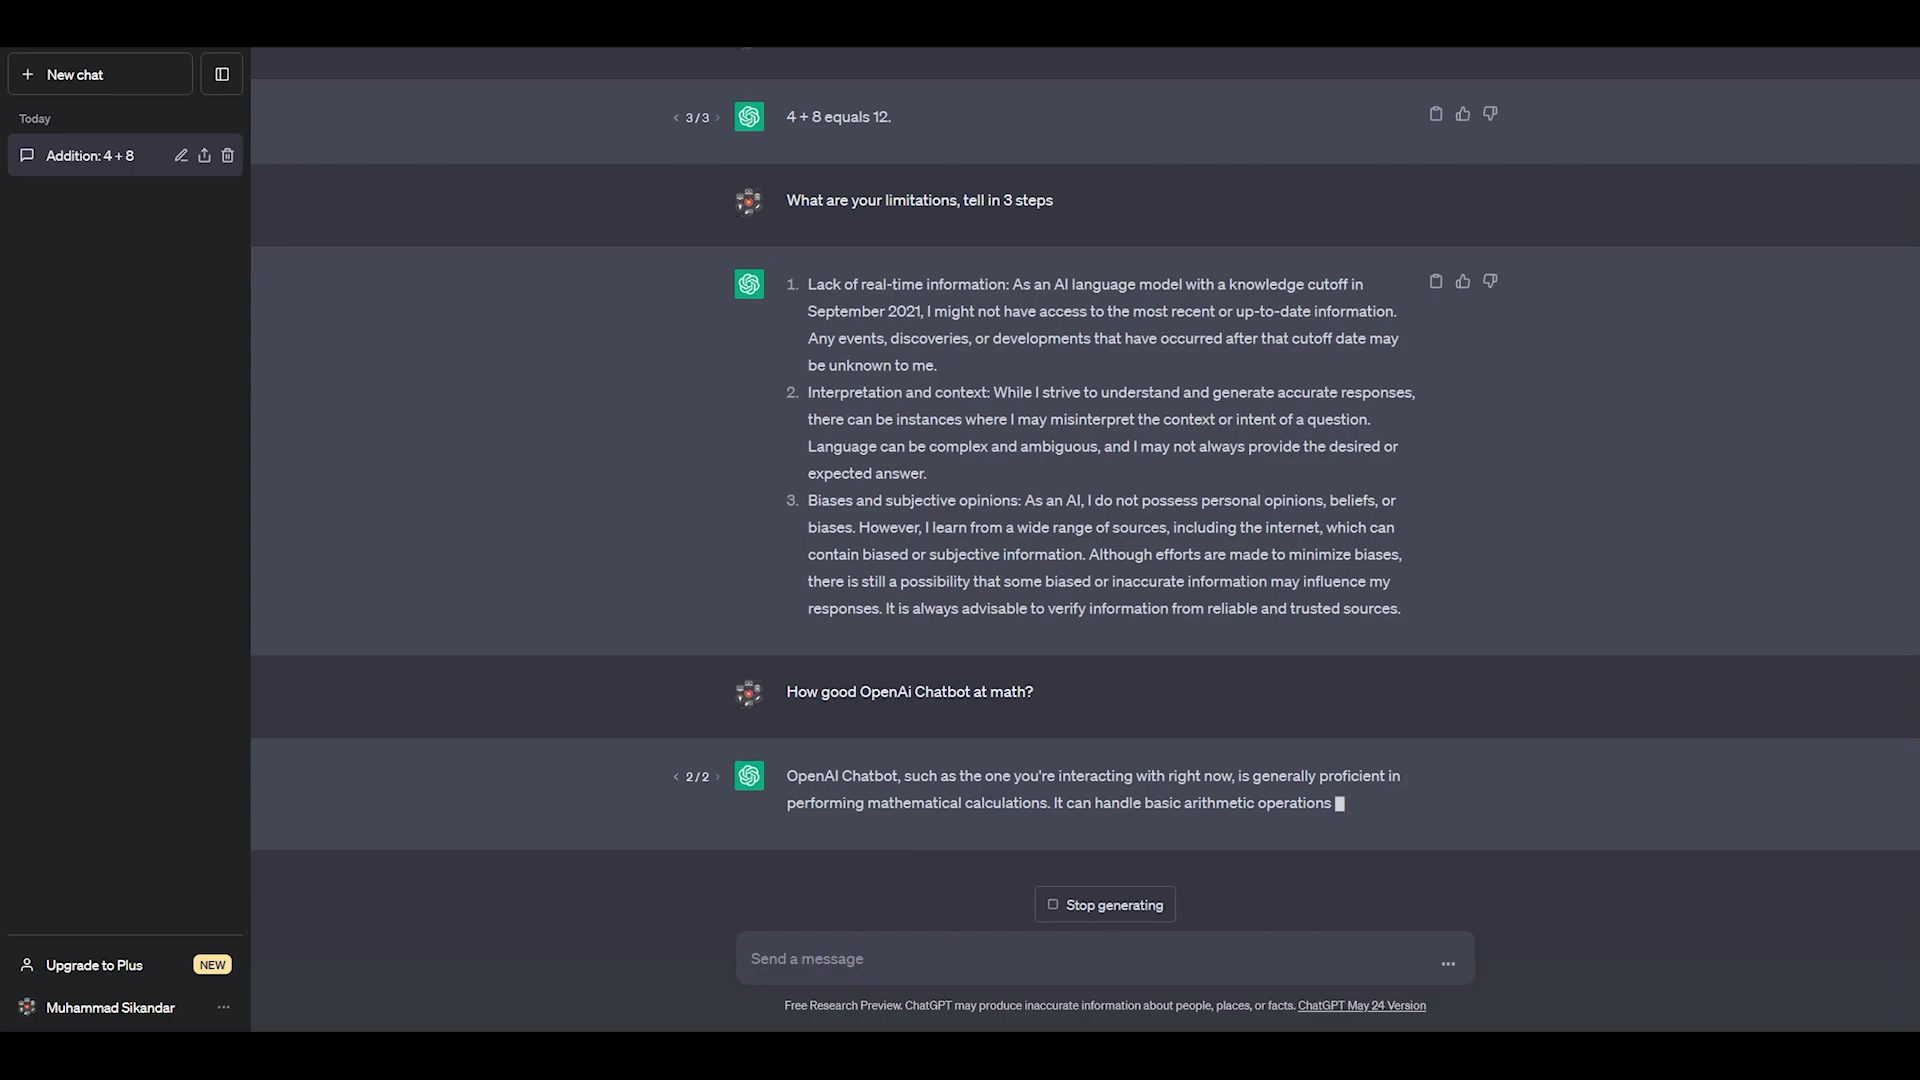 New chat
Today
Addition: 4 + 8
Upgrade to Plus NEW
Muhammad Sikandar
< 3 / 3 >
4 + 8 equals 12.
What are your limitations, tell in 3 steps
1. Lack of real-time information: As an AI language model with a knowledge cutoff in
September 2021, I might not have access to the most recent or up-to-date information.
Any events, discoveries, or developments that have occurred after that cutoff date may
be unknown to me.
2. Interpretation and context: While I strive to understand and generate accurate responses,
there can be instances where I may misinterpret the context or intent of a question.
Language can be complex and ambiguous, and I may not always provide the desired or
expected answer.
3. Biases and subjective opinions: As an AI, I do not possess personal opinions, beliefs, or
biases. However, I learn from a wide range of sources, including the internet, which can
contain biased or subjective information. Although efforts are made to minimize biases,
there is still a possibility that some biased or inaccurate information may influence my
responses. It is always advisable to verify information from reliable and trusted sources.
How good OpenAi Chatbot at math?
< 2 / 2 >
OpenAI Chatbot, such as the one you're interacting with right now, is generally proficient in
performing mathematical calculations. It can handle basic arithmetic operations
Stop generating
Send a message
Free Research Preview. ChatGPT may produce inaccurate information about people, places, or facts. ChatGPT May 24 Version